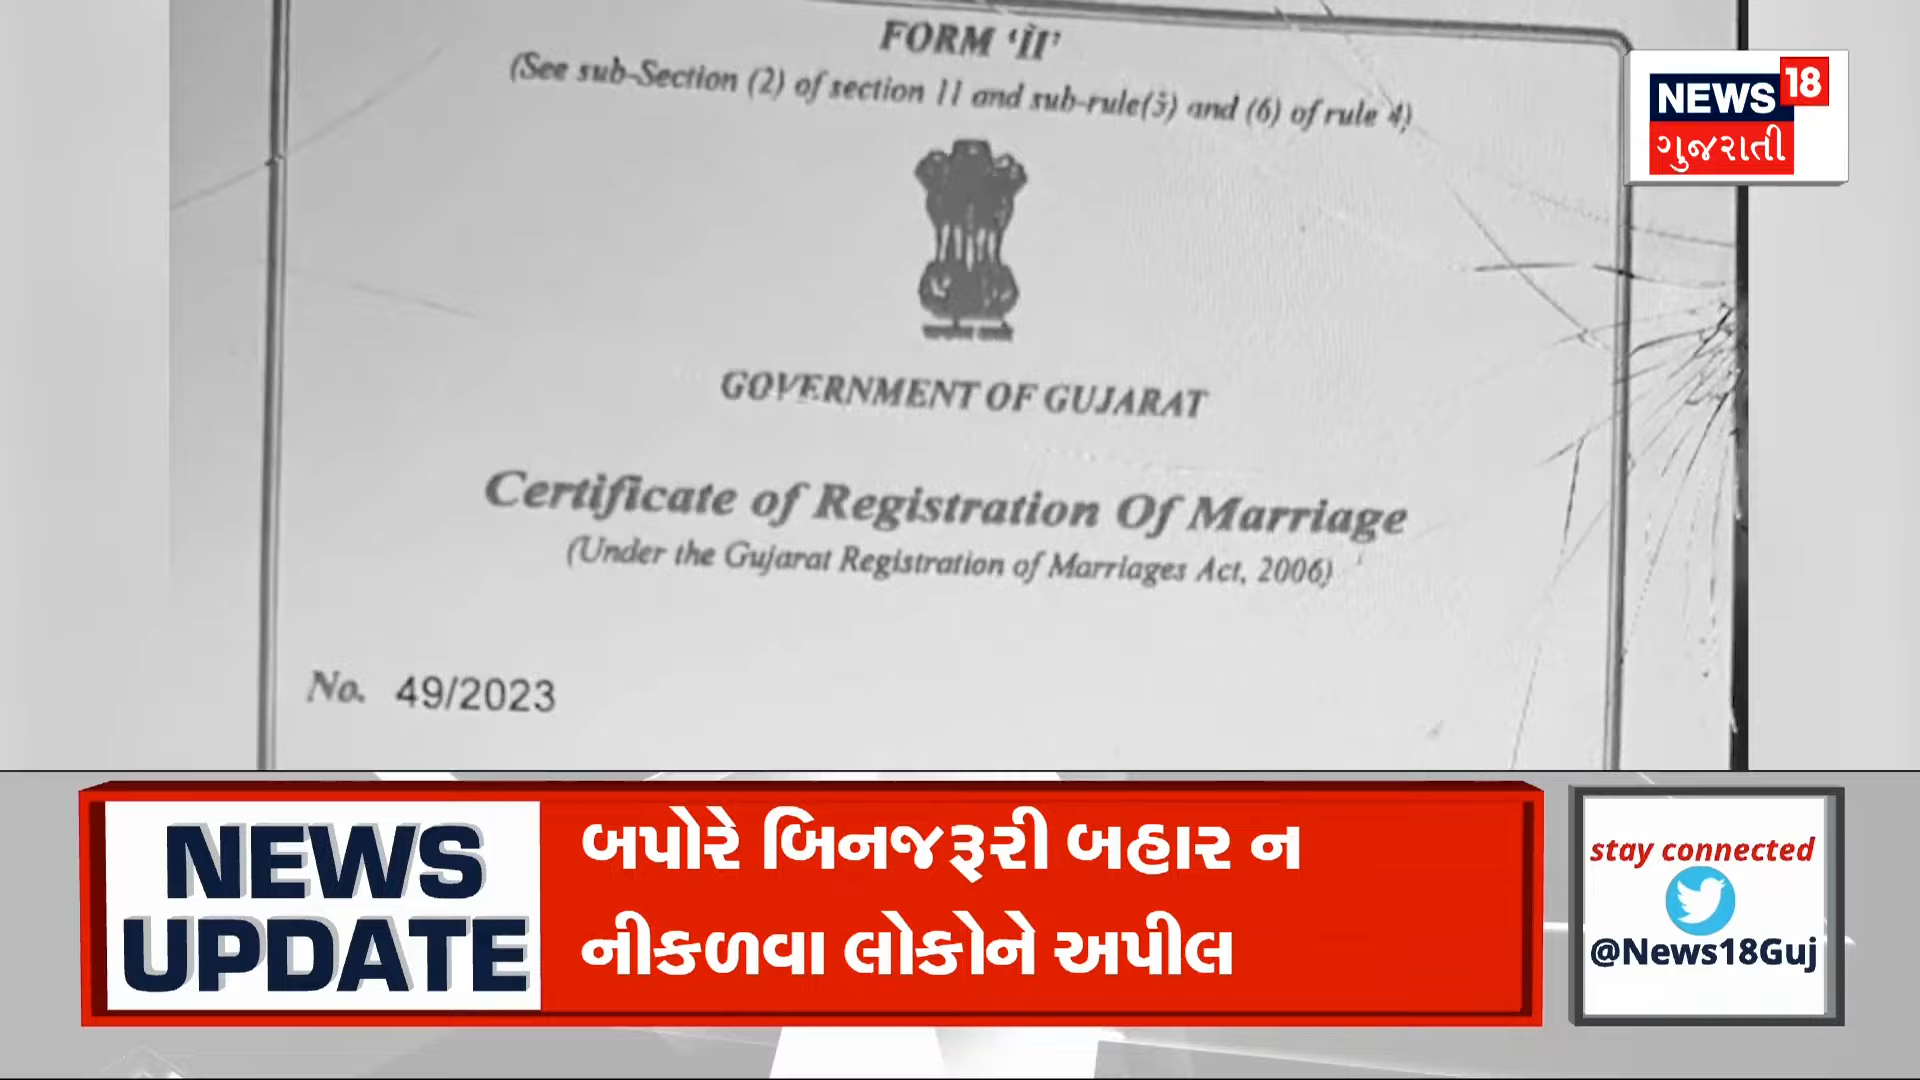 FORM ‘II’
(See sub-Section (2) of section 11 and sub-rule(5) and (6) of rule 4)
GOVERNMENT OF GUJARAT
Certificate of Registration Of Marriage
(Under the Gujarat Registration of Marriages Act, 2006)
No. 49/2023
NEWS 18
ગુજરાતી
NEWS
UPDATE
બપોરે બિનજરૂરી બહાર ન
નીકળવા લોકોને અપીલ
stay connected
@News18Guj